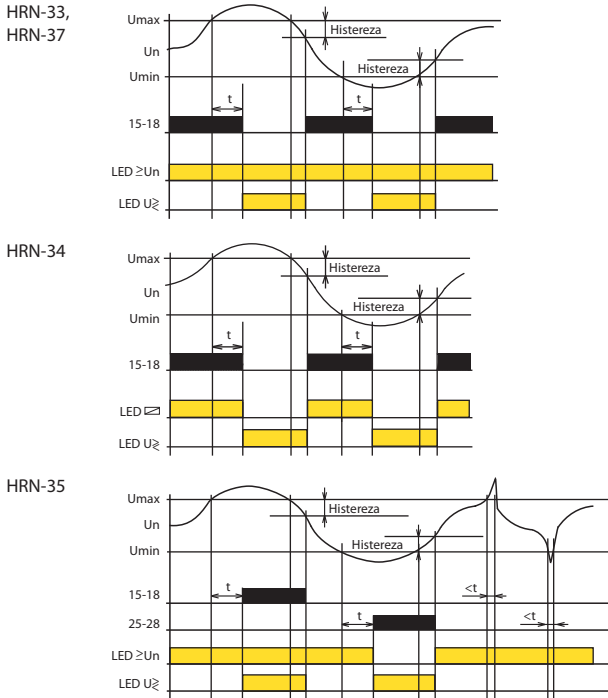 HRN-33,
HRN-37
Umax
Histereza
Un
Histereza
Umin
t
t
15-18
LED ≥Un
LED U≷
HRN-34
Umax
Histereza
Un
Histereza
Umin
t
t
15-18
LED
LED U≷
HRN-35
Umax
Histereza
Un
Histereza
Umin
t
<t
15-18
t
<t
25-28
LED ≥Un
LED U≷